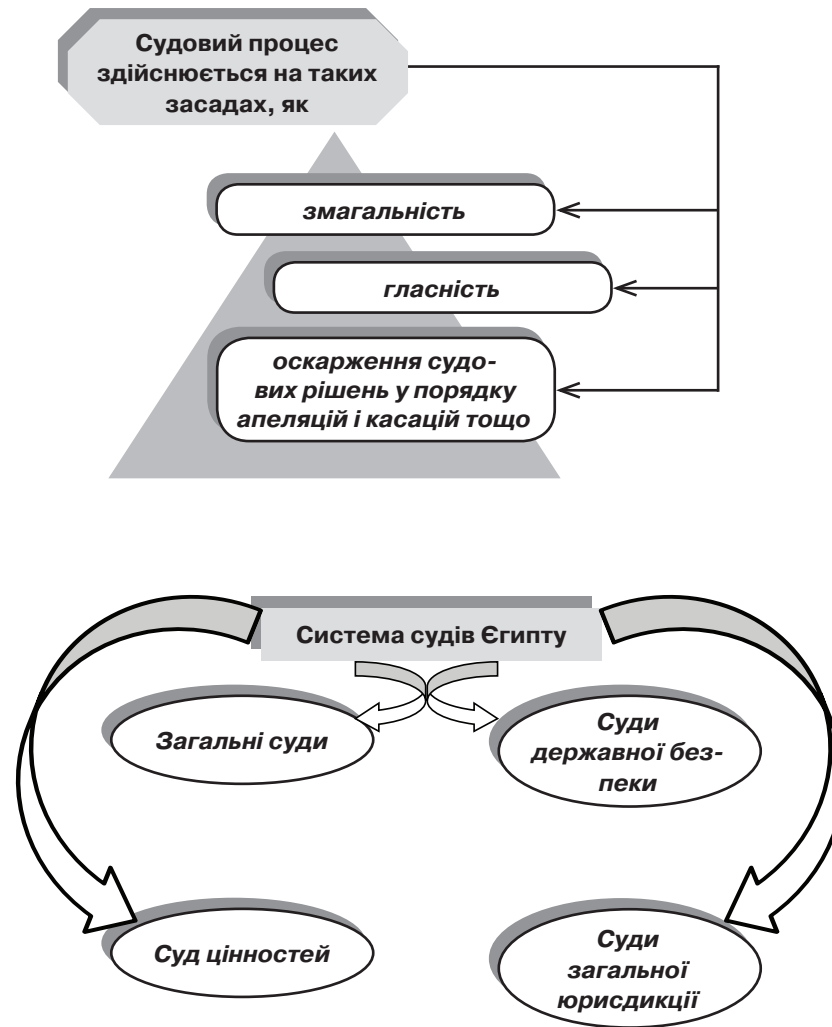 Судовий процес
здійснюється на таких
засадах, як
змагальність
гласність
оскарження судо-
вих рішень у порядку
апеляцій і касацій тощо
Система судів Єгипту
Загальні суди
Суди
державної без-
пеки
Суд цінностей
Суди
загальної
юрисдикції